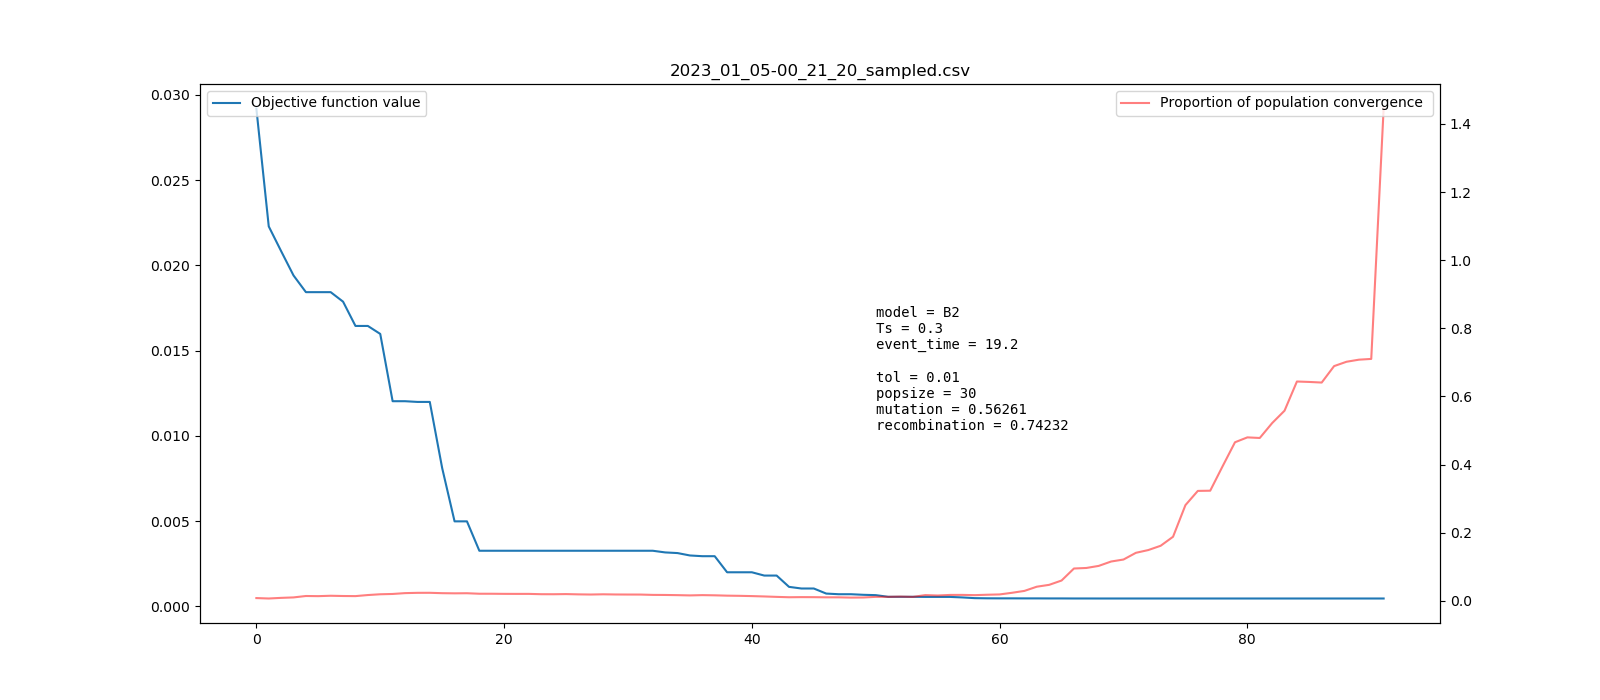 2023_01_05-00_21_20_sampled.csv
Objective function value
Proportion of population convergence
0.030
0.025
0.020
0.015
0.010
0.005
0.000
1.4
1.2
1.0
0.8
0.6
0.4
0.2
0.0
model = B2
Ts = 0.3
event_time = 19.2
tol = 0.01
popsize = 30
mutation = 0.56261
recombination = 0.74232
0
20
40
60
80